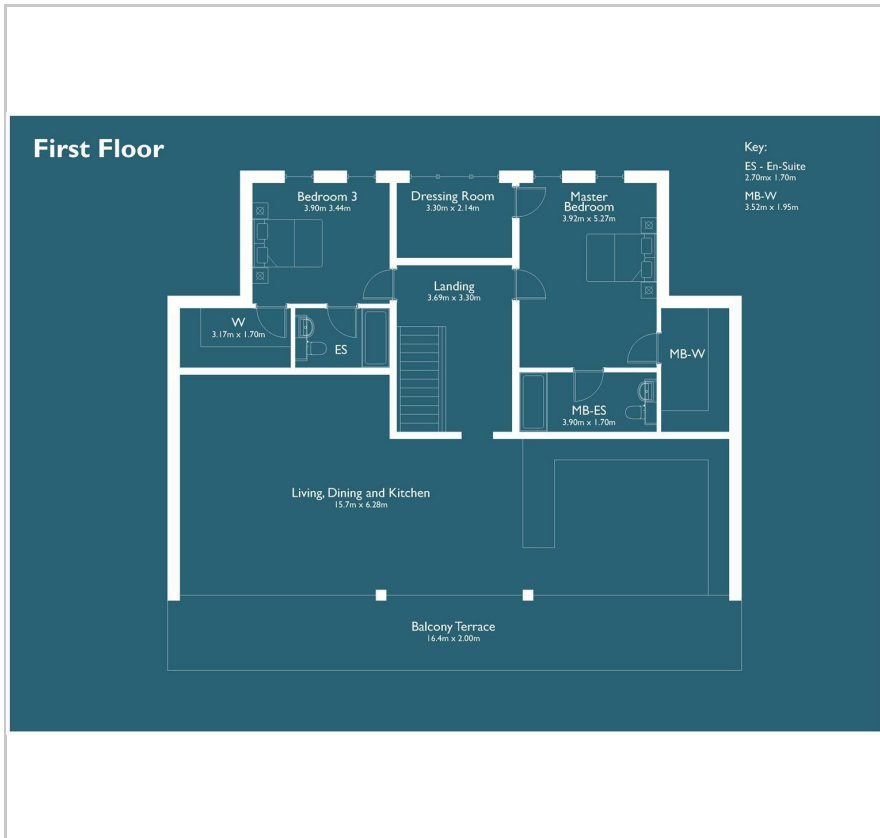 First Floor
Key:
ES - En-Suite
2.70mx 1.70m
MB-W
3.52m x 1.95m
Bedroom 3
3.90m 3.44m
Dressing Room
3.30m x 2.14m
Master
Bedroom
3.92m x 5.27m
Landing
3.69m x 3.30m
W
3.17m x 1.70m
ES
MB-W
MB-ES
3.90m x 1.70m
Living, Dining and Kitchen
15.7m x 6.28m
Balcony Terrace
16.4m x 2.00m